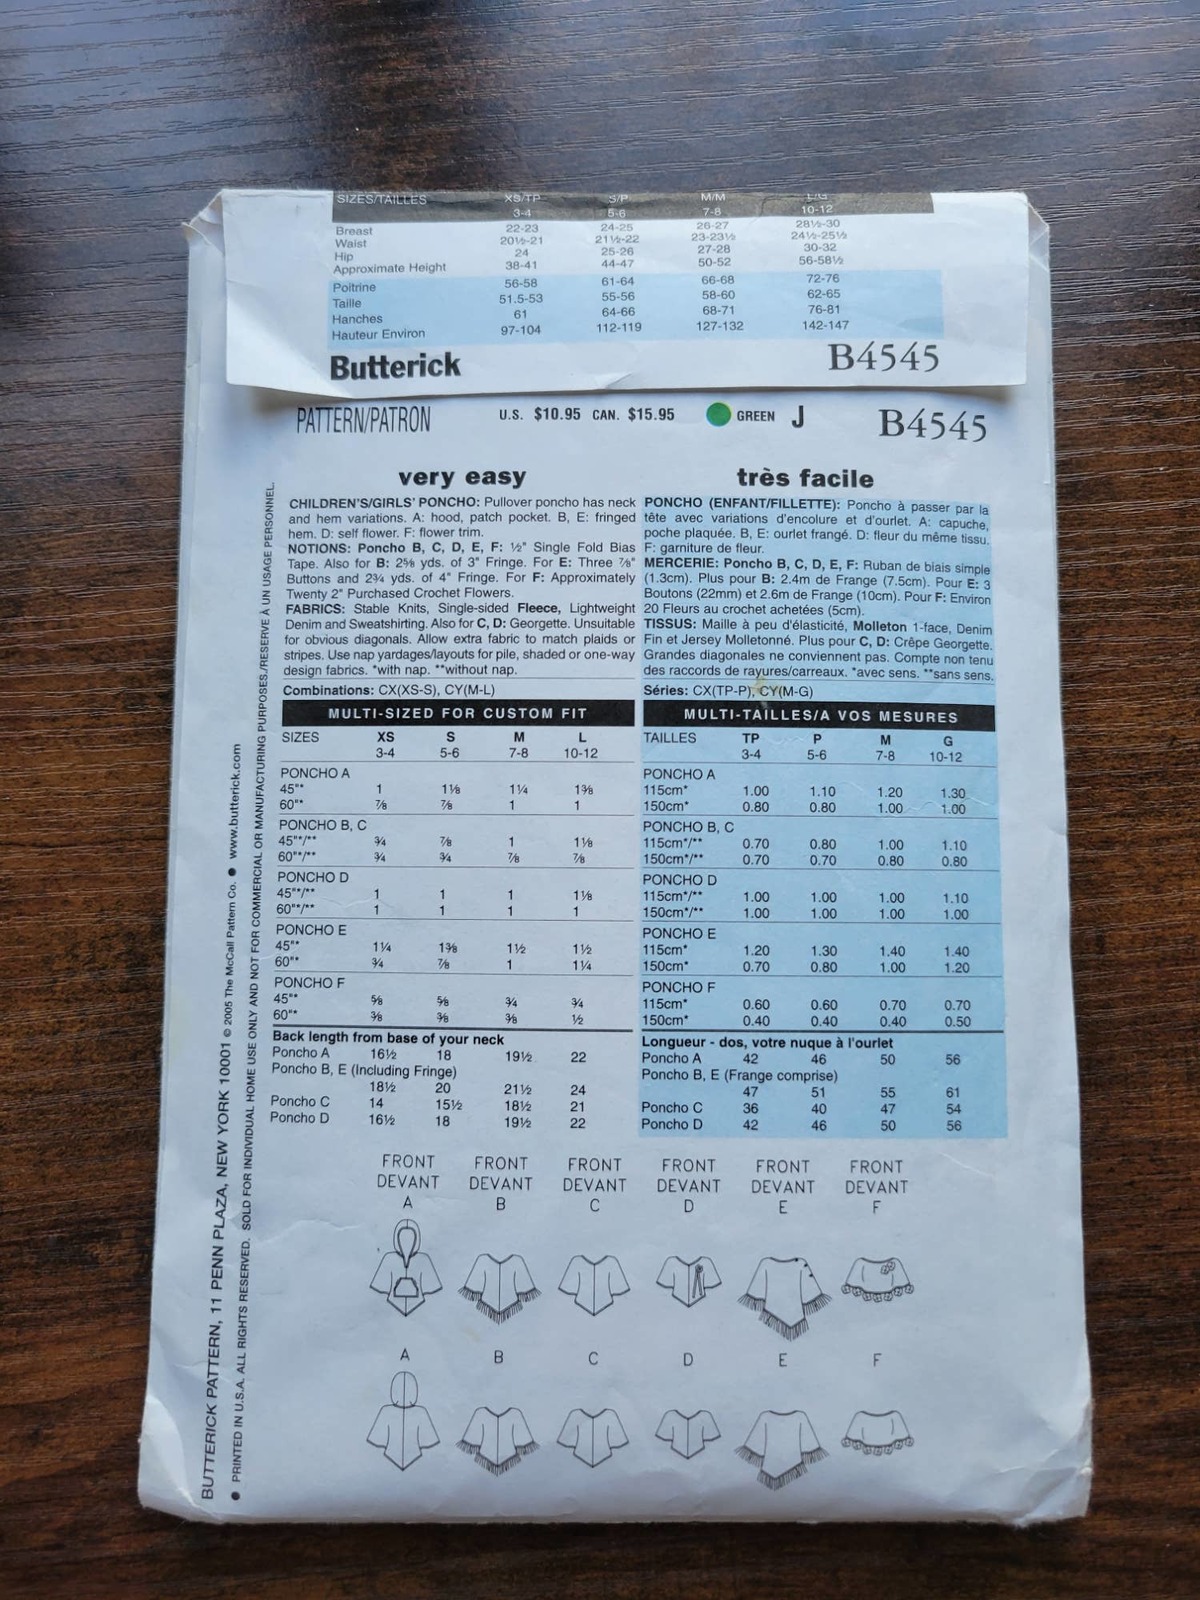 SIZES/TAILLES XS/TP S/P M/M L/G
3-4 5-6 7-8 10-12
Breast 22-23 24-25 26-27 28½-30
Waist 20½-21 21½-22 23-23½ 24½-25½
Hip 24 25-26 27-28 30-32
Approximate Height 38-41 44-47 50-52 56-58½
Poitrine 56-58 61-64 66-68 72-76
Taille 51.5-53 55-56 58-60 62-65
Hanches 61 64-66 68-71 76-81
Hauteur Environ 97-104 112-119 127-132 142-147
Butterick B4545
PATTERN/PATRON U.S. $10.95 CAN. $15.95 GREEN J B4545
very easy
CHILDREN'S/GIRLS' PONCHO: Pullover poncho has neck
and hem variations. A: hood, patch pocket. B, E: fringed
hem. D: self flower. F: flower trim.
NOTIONS: Poncho B, C, D, E, F: ½" Single Fold Bias
Tape. Also for B: 2⅝ yds. of 3" Fringe. For E: Three ⅞"
Buttons and 2¾ yds. of 4" Fringe. For F: Approximately
Twenty 2" Purchased Crochet Flowers.
FABRICS: Stable Knits, Single-sided Fleece, Lightweight
Denim and Sweatshirting. Also for C, D: Georgette. Unsuitable
for obvious diagonals. Allow extra fabric to match plaids or
stripes. Use nap yardages/layouts for pile, shaded or one-way
design fabrics. *with nap. **without nap.
Combinations: CX(XS-S), CY(M-L)
MULTI-SIZED FOR CUSTOM FIT
SIZES XS S M L
3-4 5-6 7-8 10-12
PONCHO A
45"* 1 1⅛ 1¼ 1⅜
60"* ⅞ ⅞ 1 1
PONCHO B, C
45"*/** ¾ ⅞ 1 1⅛
60"*/** ¾ ¾ ⅞ ⅞
PONCHO D
45"*/** 1 1 1 1⅛
60"*/** 1 1 1 1
PONCHO E
45"* 1¼ 1⅜ 1½ 1½
60"* ¾ ⅞ 1 1¼
PONCHO F
45"* ⅝ ⅝ ¾ ¾
60"* ⅜ ⅜ ⅜ ½
Back length from base of your neck
Poncho A 16½ 18 19½ 22
Poncho B, E (Including Fringe)
18½ 20 21½ 24
Poncho C 14 15½ 18½ 21
Poncho D 16½ 18 19½ 22
très facile
PONCHO (ENFANT/FILLETTE): Poncho à passer par la
tête avec variations d'encolure et d'ourlet. A: capuche,
poche plaquée. B, E: ourlet frangé. D: fleur du même tissu.
F: garniture de fleur.
MERCERIE: Poncho B, C, D, E, F: Ruban de biais simple
(1.3cm). Plus pour B: 2.4m de Frange (7.5cm). Pour E: 3
Boutons (22mm) et 2.6m de Frange (10cm). Pour F: Environ
20 Fleurs au crochet achetées (5cm).
TISSUS: Maille à peu d'élasticité, Molleton 1-face, Denim
Fin et Jersey Molletonné. Plus pour C, D: Crêpe Georgette.
Grandes diagonales ne conviennent pas. Compte non tenu
des raccords de rayures/carreaux. *avec sens. **sans sens.
Séries: CX(TP-P), CY(M-G)
MULTI-TAILLES/A VOS MESURES
TAILLES TP P M G
3-4 5-6 7-8 10-12
PONCHO A
115cm* 1.00 1.10 1.20 1.30
150cm* 0.80 0.80 1.00 1.00
PONCHO B, C
115cm*/** 0.70 0.80 1.00 1.10
150cm*/** 0.70 0.70 0.80 0.80
PONCHO D
115cm*/** 1.00 1.00 1.00 1.10
150cm*/** 1.00 1.00 1.00 1.00
PONCHO E
115cm* 1.20 1.30 1.40 1.40
150cm* 0.70 0.80 1.00 1.20
PONCHO F
115cm* 0.60 0.60 0.70 0.70
150cm* 0.40 0.40 0.40 0.50
Longueur - dos, votre nuque à l'ourlet
Poncho A 42 46 50 56
Poncho B, E (Frange comprise)
47 51 55 61
Poncho C 36 40 47 54
Poncho D 42 46 50 56
FRONT FRONT FRONT FRONT FRONT FRONT
DEVANT DEVANT DEVANT DEVANT DEVANT DEVANT
A B C D E F
A B C D E F
BUTTERICK PATTERN, 11 PENN PLAZA, NEW YORK 10001 © 2005 The McCall Pattern Co. ● www.butterick.com
● PRINTED IN U.S.A. ALL RIGHTS RESERVED. SOLD FOR INDIVIDUAL HOME USE ONLY AND NOT FOR COMMERCIAL OR MANUFACTURING PURPOSES./RESERVE À UN USAGE PERSONNEL.